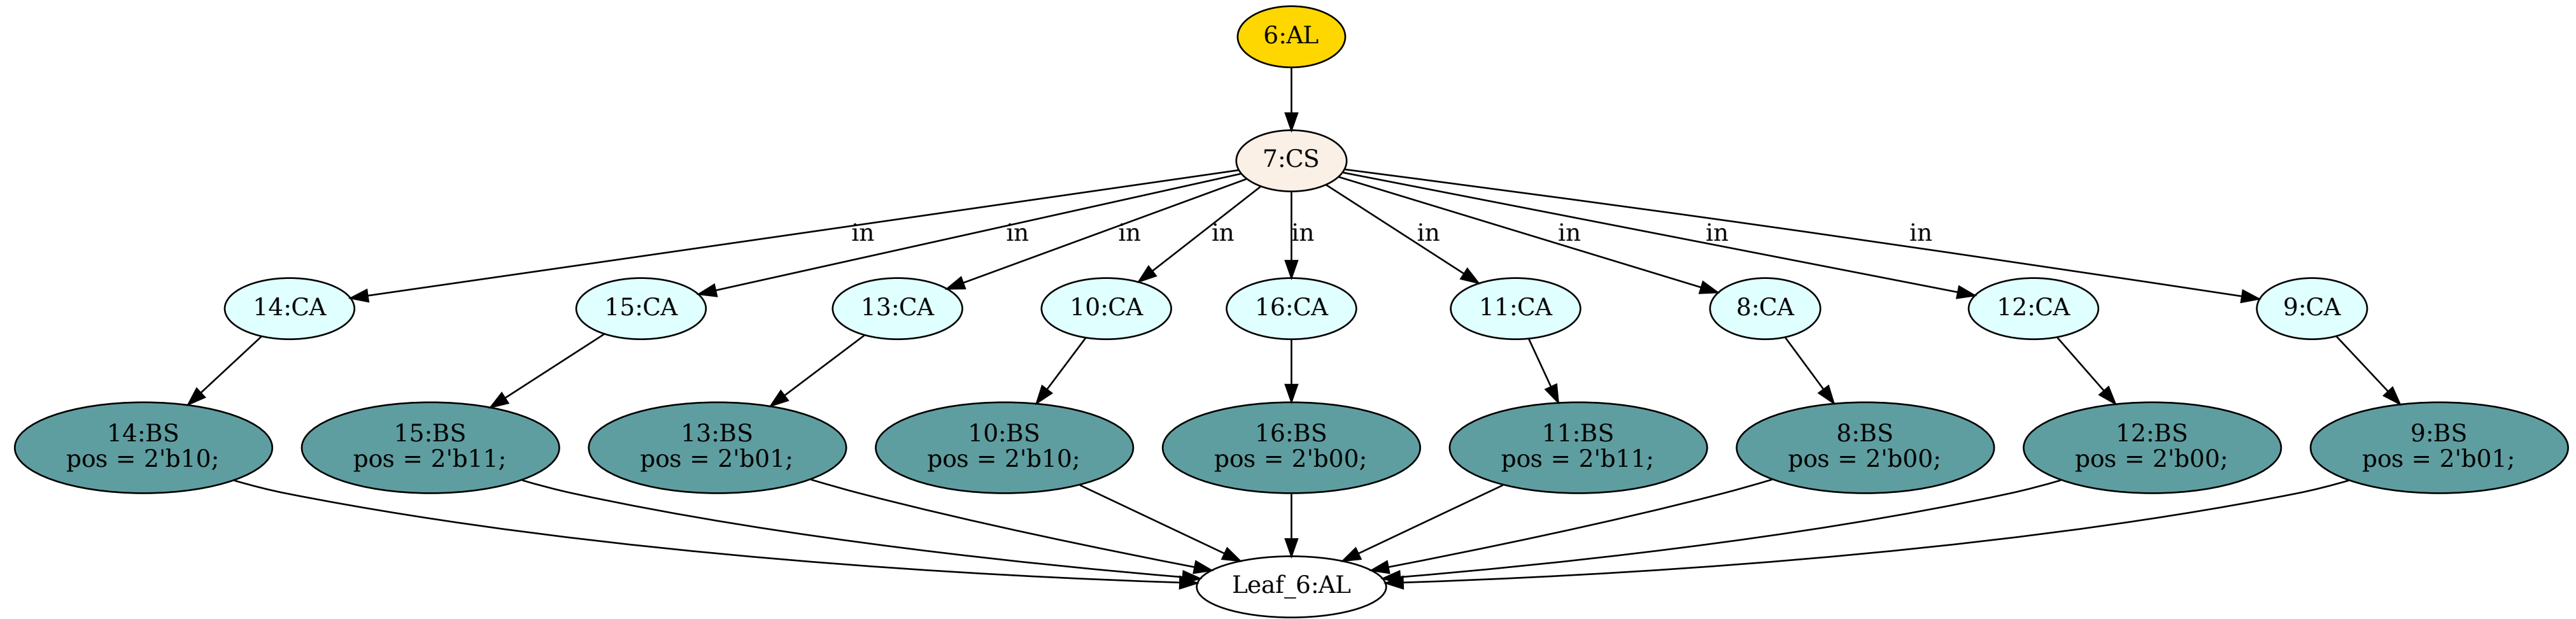 6:AL
7:CS
in in in in in in in in in
14:CA 15:CA 13:CA 10:CA 16:CA 11:CA 8:CA 12:CA 9:CA
14:BS
pos = 2'b10;
15:BS
pos = 2'b11;
13:BS
pos = 2'b01;
10:BS
pos = 2'b10;
16:BS
pos = 2'b00;
11:BS
pos = 2'b11;
8:BS
pos = 2'b00;
12:BS
pos = 2'b00;
9:BS
pos = 2'b01;
Leaf_6:AL